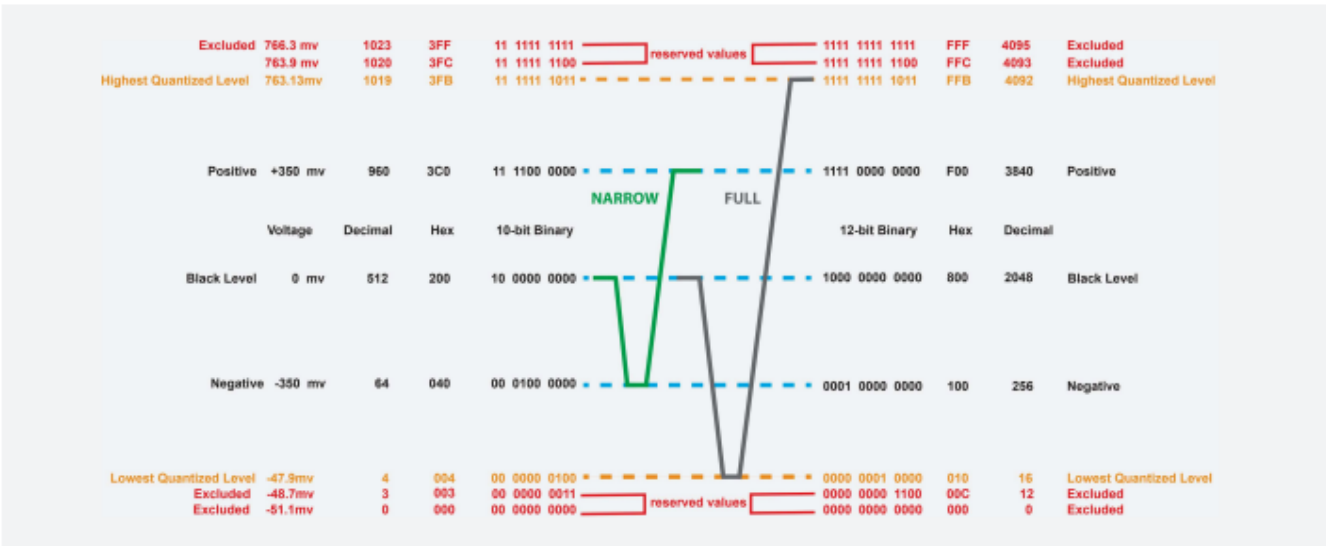 Excluded 766.3 mv 1023 3FF 11 1111 1111 reserved values 1111 1111 1111 FFF 4095 Excluded
763.9 mv 1020 3FC 11 1111 1100 1111 1111 1100 FFC 4093 Excluded
Highest Quantized Level 763.13mv 1019 3FB 11 1111 1011 1111 1111 1011 FFB 4092 Highest Quantized Level
Positive +350 mv 960 3C0 11 1100 0000 1111 0000 0000 F00 3840 Positive
NARROW FULL
Voltage Decimal Hex 10-bit Binary 12-bit Binary Hex Decimal
Black Level 0 mv 512 200 10 0000 0000 1000 0000 0000 800 2048 Black Level
Negative -350 mv 64 040 00 0100 0000 0001 0000 0000 100 256 Negative
Lowest Quantized Level -47.9mv 4 004 00 0000 0100 0000 0001 0000 010 16 Lowest Quantized Level
Excluded -48.7mv 3 003 00 0000 0011 reserved values 0000 0000 1100 00C 12 Excluded
Excluded -51.1mv 0 000 00 0000 0000 0000 0000 0000 000 0 Excluded